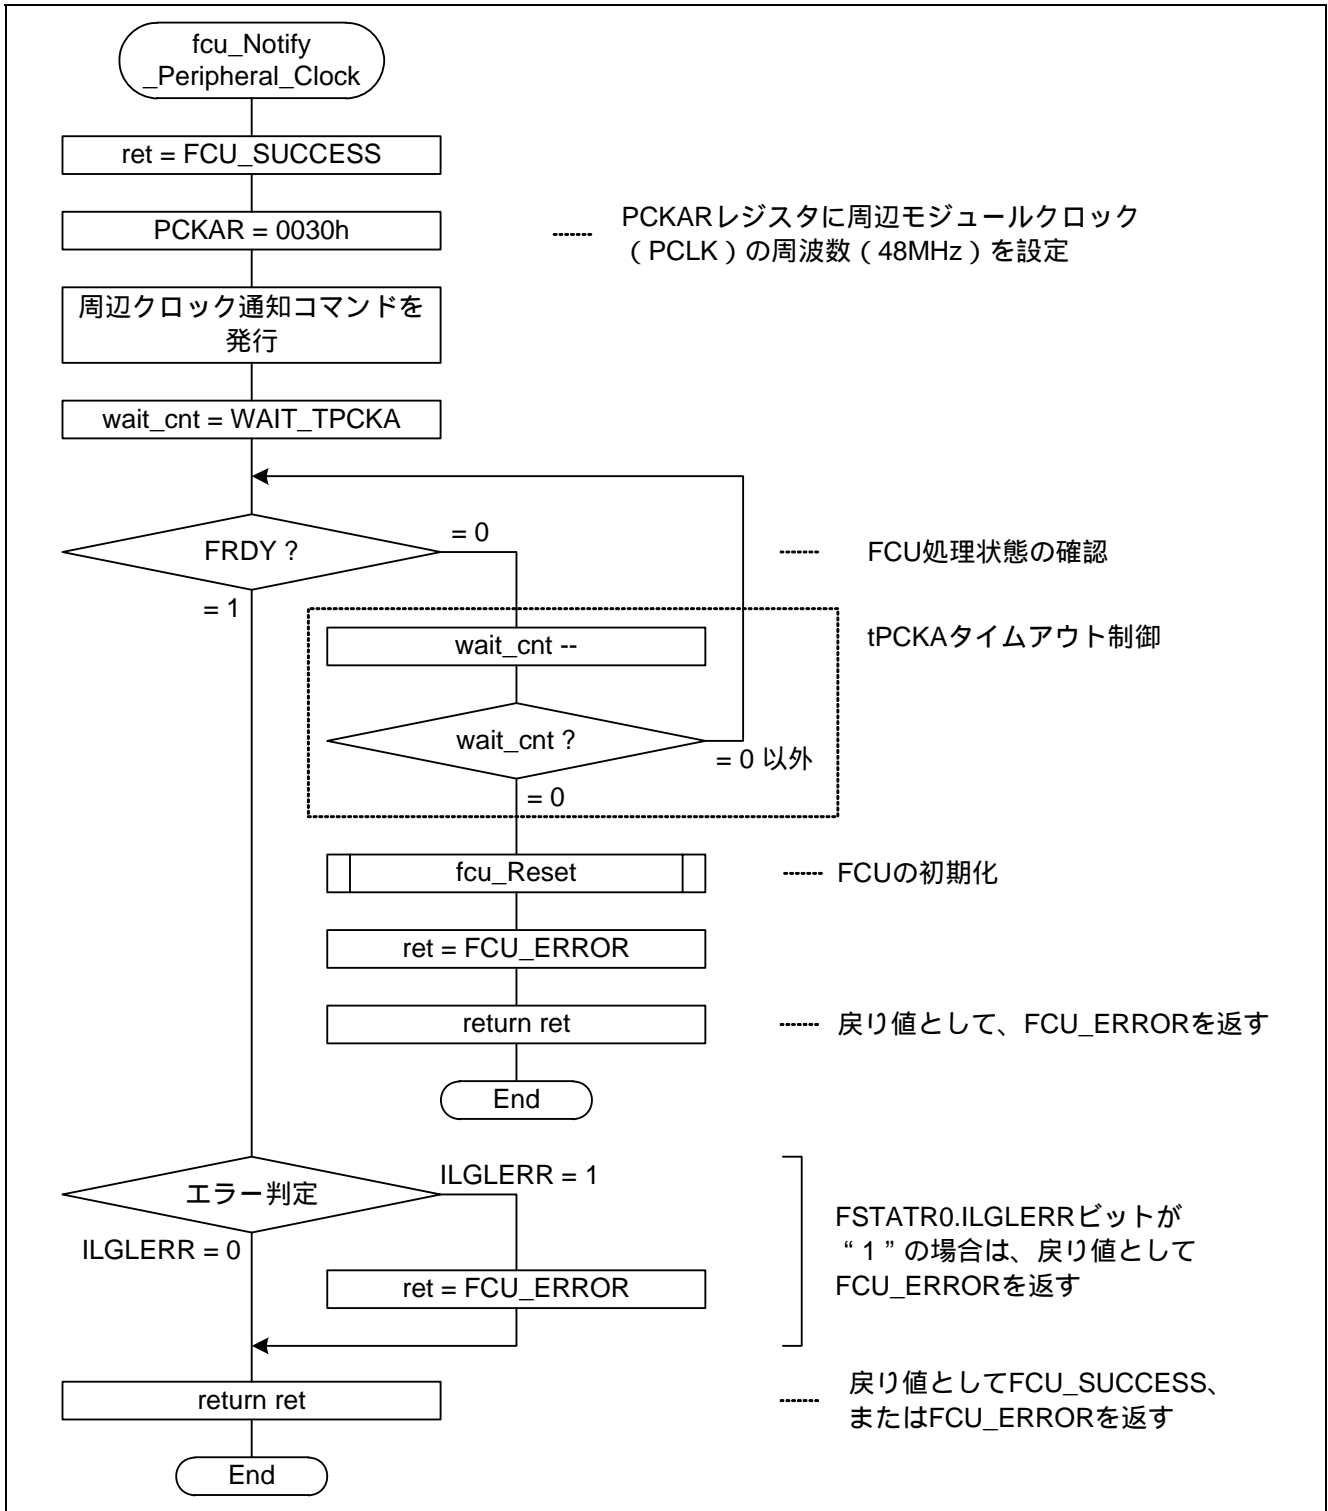 fcu_Notify
_Peripheral_Clock
ret = FCU_SUCCESS
PCKAR = 0030h
PCKARレジスタに周辺モジュールクロック
(PCLK)の周波数(48MHz)を設定
周辺クロック通知コマンドを
発行
wait_cnt = WAIT_TPCKA
FRDY ?
= 0
FCU処理状態の確認
= 1
wait_cnt --
tPCKAタイムアウト制御
wait_cnt ?
= 0 以外
= 0
fcu_Reset
FCUの初期化
ret = FCU_ERROR
return ret
戻り値として、FCU_ERRORを返す
End
エラー判定
ILGLERR = 1
ILGLERR = 0
ret = FCU_ERROR
FSTATR0.ILGLERRビットが
“1”の場合は、戻り値として
FCU_ERRORを返す
return ret
戻り値としてFCU_SUCCESS、
またはFCU_ERRORを返す
End